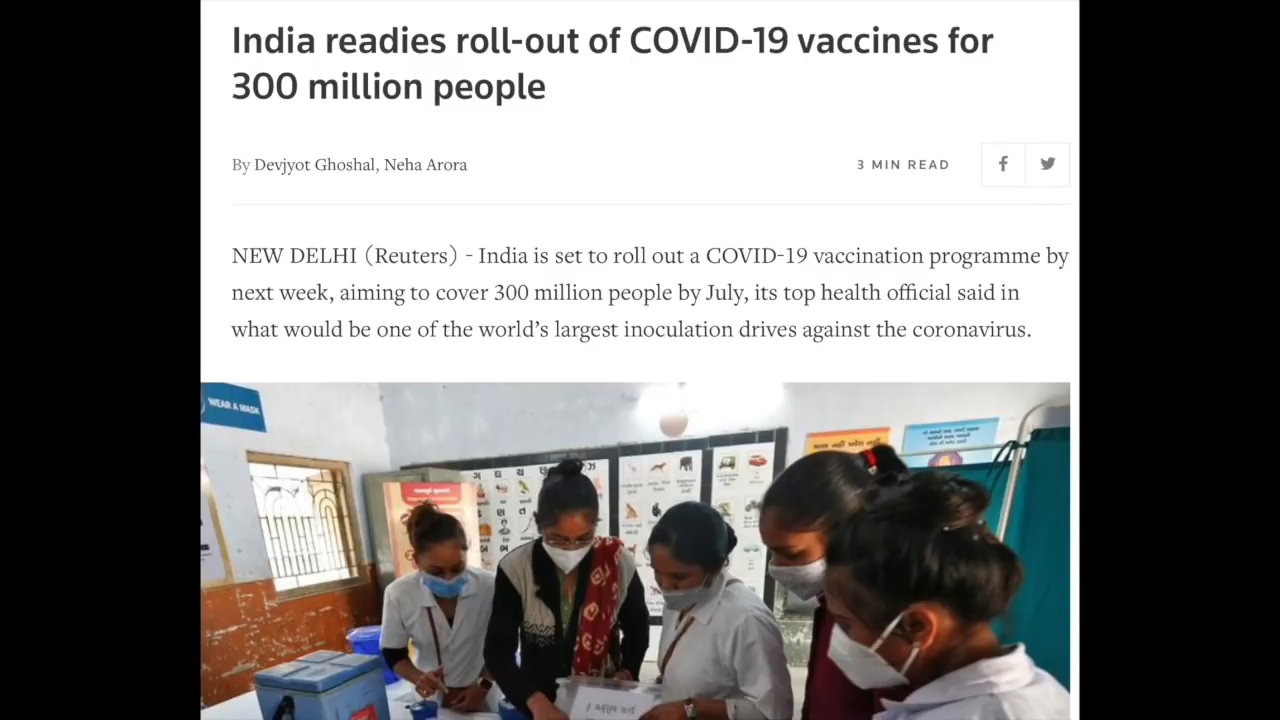 India readies roll-out of COVID-19 vaccines for
300 million people
By Devjyot Ghoshal, Neha Arora
3 MIN READ
NEW DELHI (Reuters) - India is set to roll out a COVID-19 vaccination programme by
next week, aiming to cover 300 million people by July, its top health official said in
what would be one of the world’s largest inoculation drives against the coronavirus.
WEAR A MASK